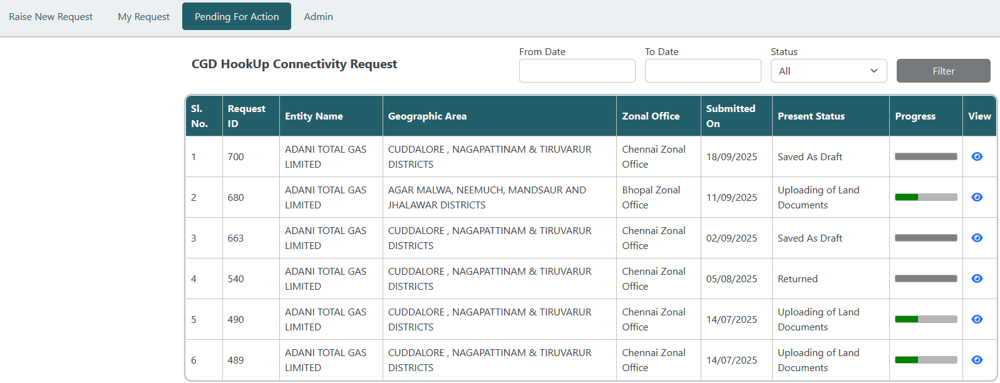 Raise New Request My Request Pending For Action Admin
From Date To Date Status
CGD HookUp Connectivity Request
All Filter
Sl. No. Request ID Entity Name Geographic Area Zonal Office Submitted On Present Status Progress View
1 700 ADANI TOTAL GAS LIMITED CUDDALORE , NAGAPATTINAM & TIRUVARUR DISTRICTS Chennai Zonal Office 18/09/2025 Saved As Draft
2 680 ADANI TOTAL GAS LIMITED AGAR MALWA, NEEMUCH, MANDSAUR AND JHALAWAR DISTRICTS Bhopal Zonal Office 11/09/2025 Uploading of Land Documents
3 663 ADANI TOTAL GAS LIMITED CUDDALORE , NAGAPATTINAM & TIRUVARUR DISTRICTS Chennai Zonal Office 02/09/2025 Saved As Draft
4 540 ADANI TOTAL GAS LIMITED CUDDALORE , NAGAPATTINAM & TIRUVARUR DISTRICTS Chennai Zonal Office 05/08/2025 Returned
5 490 ADANI TOTAL GAS LIMITED CUDDALORE , NAGAPATTINAM & TIRUVARUR DISTRICTS Chennai Zonal Office 14/07/2025 Uploading of Land Documents
6 489 ADANI TOTAL GAS LIMITED CUDDALORE , NAGAPATTINAM & TIRUVARUR DISTRICTS Chennai Zonal Office 14/07/2025 Uploading of Land Documents